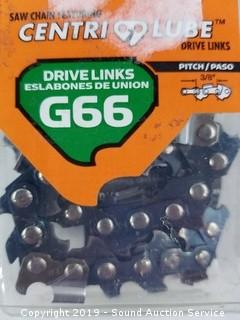 SAW CHAIN FEATURING
CENTRI LUBE™
DRIVE LINKS
DRIVE LINKS
ESLABONES DE UNION
G66
PITCH/PASO
3/8"
Copyright 2019 - Sound Auction Service